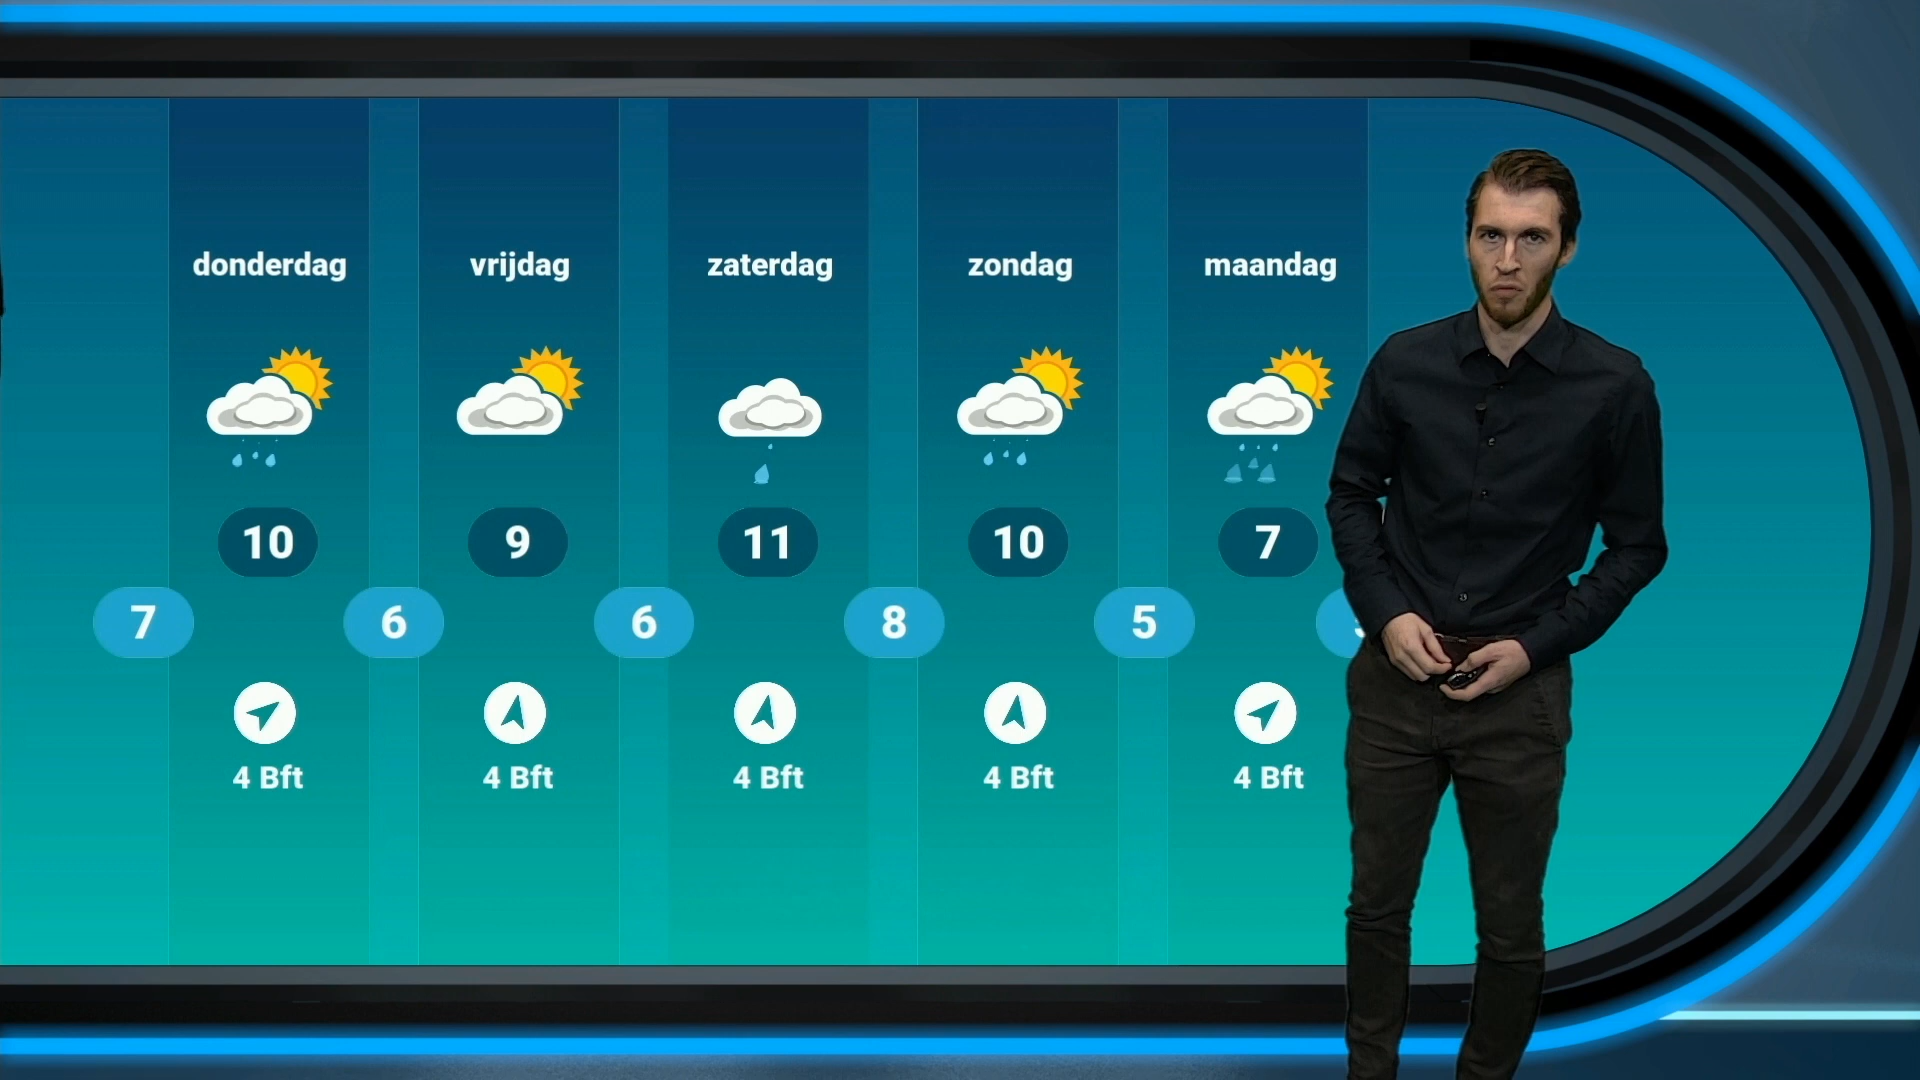 donderdag vrijdag zaterdag zondag maandag
10 9 11 10 7
7 6 6 8 5
4 Bft 4 Bft 4 Bft 4 Bft 4 Bft